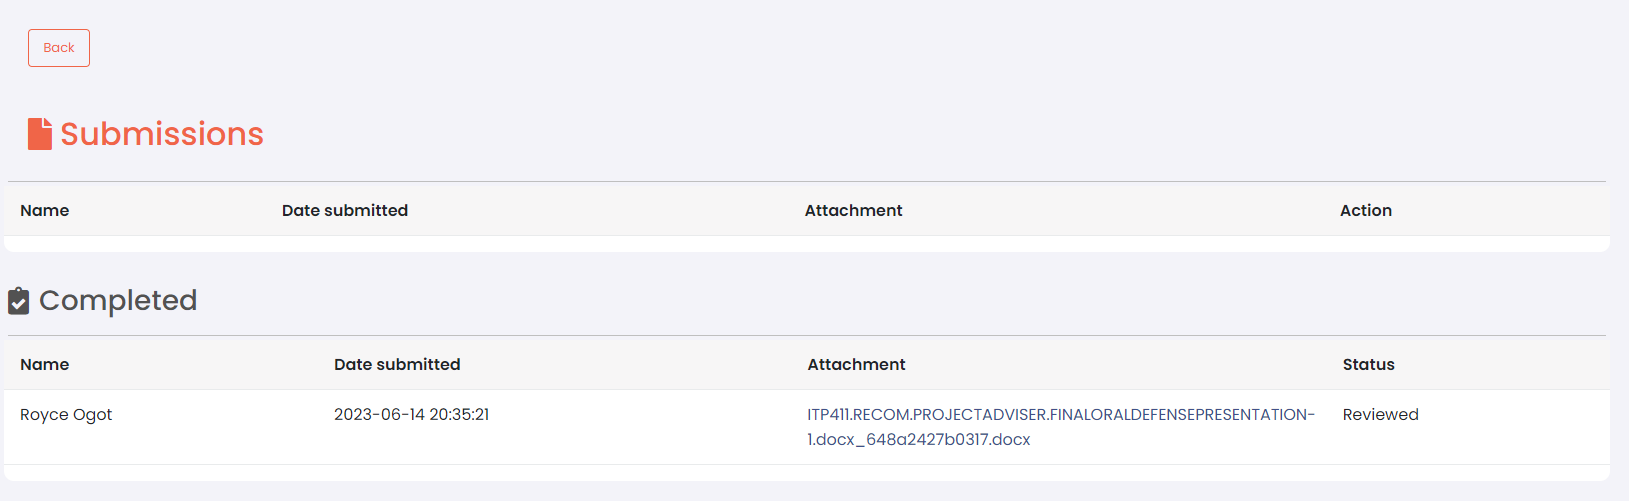 Back
Submissions
Name Date submitted Attachment Action
Completed
Name Date submitted Attachment Status
Royce Ogot 2023-06-14 20:35:21 ITP411.RECOM.PROJECTADVISER.FINALORALDEFENSEPRESENTATION- Reviewed
1.docx_648a2427b0317.docx